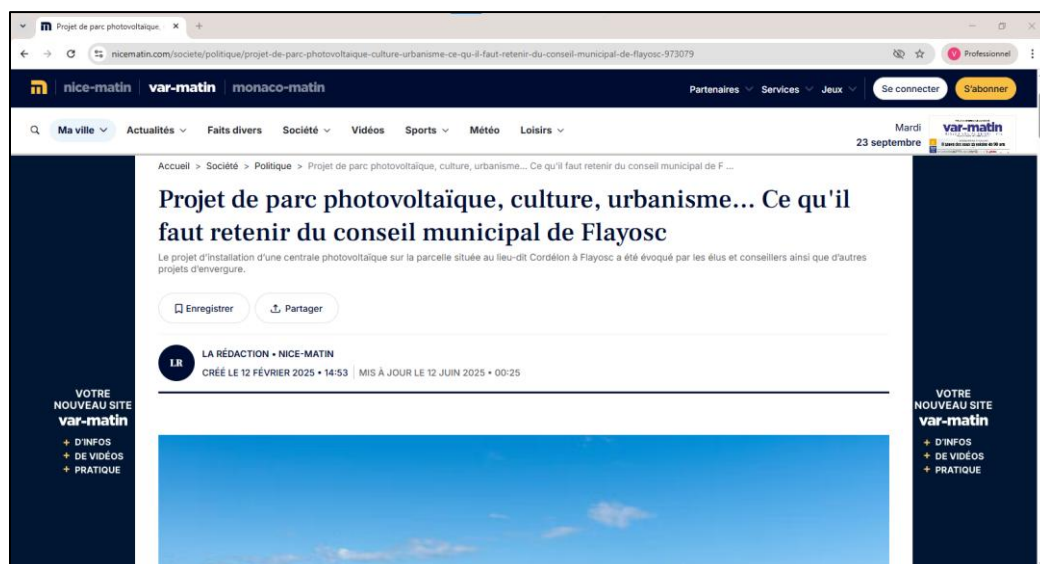 Projet de parc photovoltaïque,
nicematin.com/societe/politique/projet-de-parc-photovoltaique-culture-urbanisme-ce-qu-il-faut-retenir-du-conseil-municipal-de-flayosc-973079
Professionnel
nice-matin var-matin monaco-matin
Partenaires Services Jeux Se connecter S'abonner
Ma ville Actualités Faits divers Société Vidéos Sports Météo Loisirs
Mardi
23 septembre
var-matin
Accueil > Société > Politique > Projet de parc photovoltaïque, culture, urbanisme... Ce qu'il faut retenir du conseil municipal de F ...
Projet de parc photovoltaïque, culture, urbanisme... Ce qu'il
faut retenir du conseil municipal de Flayosc
Le projet d'installation d'une centrale photovoltaïque sur la parcelle située au lieu-dit Cordélon à Flayosc a été évoqué par les élus et conseillers ainsi que d'autres
projets d'envergure.
Enregistrer Partager
LR
LA RÉDACTION • NICE-MATIN
CRÉÉ LE 12 FÉVRIER 2025 • 14:53 MIS À JOUR LE 12 JUIN 2025 • 00:25
VOTRE
NOUVEAU SITE
var-matin
+ D'INFOS
+ DE VIDÉOS
+ PRATIQUE
VOTRE
NOUVEAU SITE
var-matin
+ D'INFOS
+ DE VIDÉOS
+ PRATIQUE